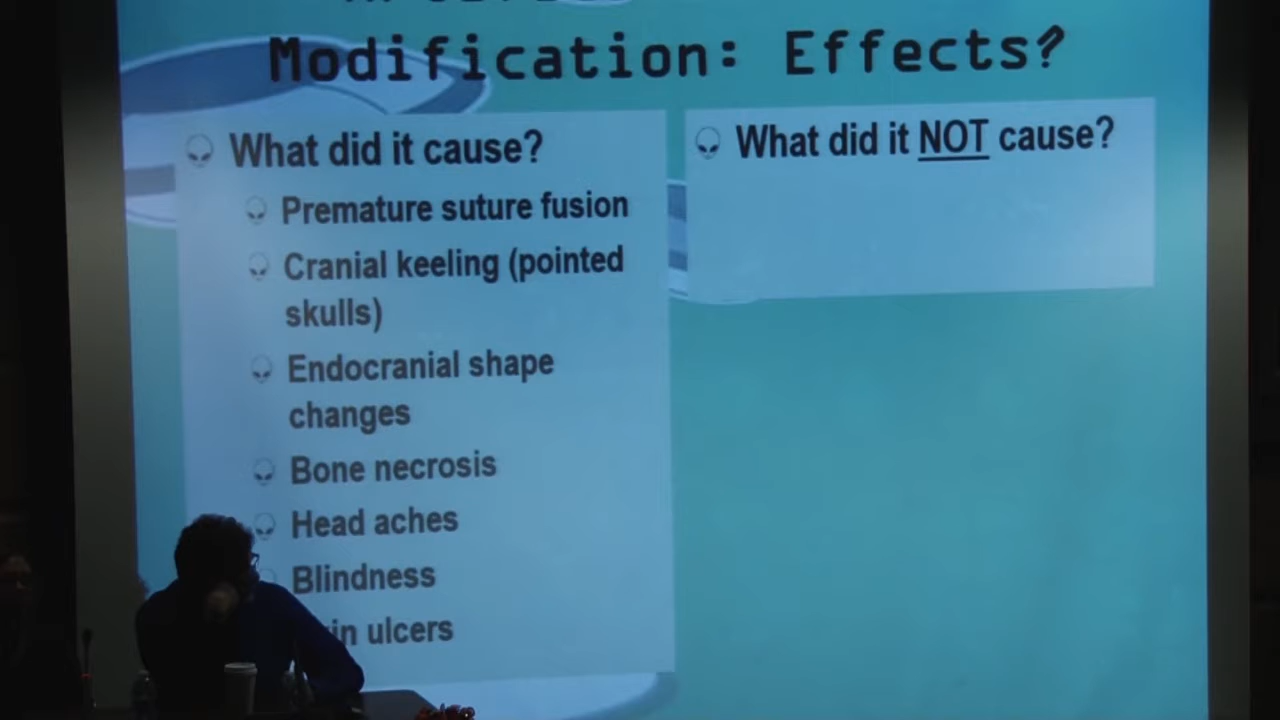 Modification: Effects?
What did it cause?
Premature suture fusion
Cranial keeling (pointed
skulls)
Endocranial shape
changes
Bone necrosis
Head aches
Blindness
ulcers
What did it NOT cause?